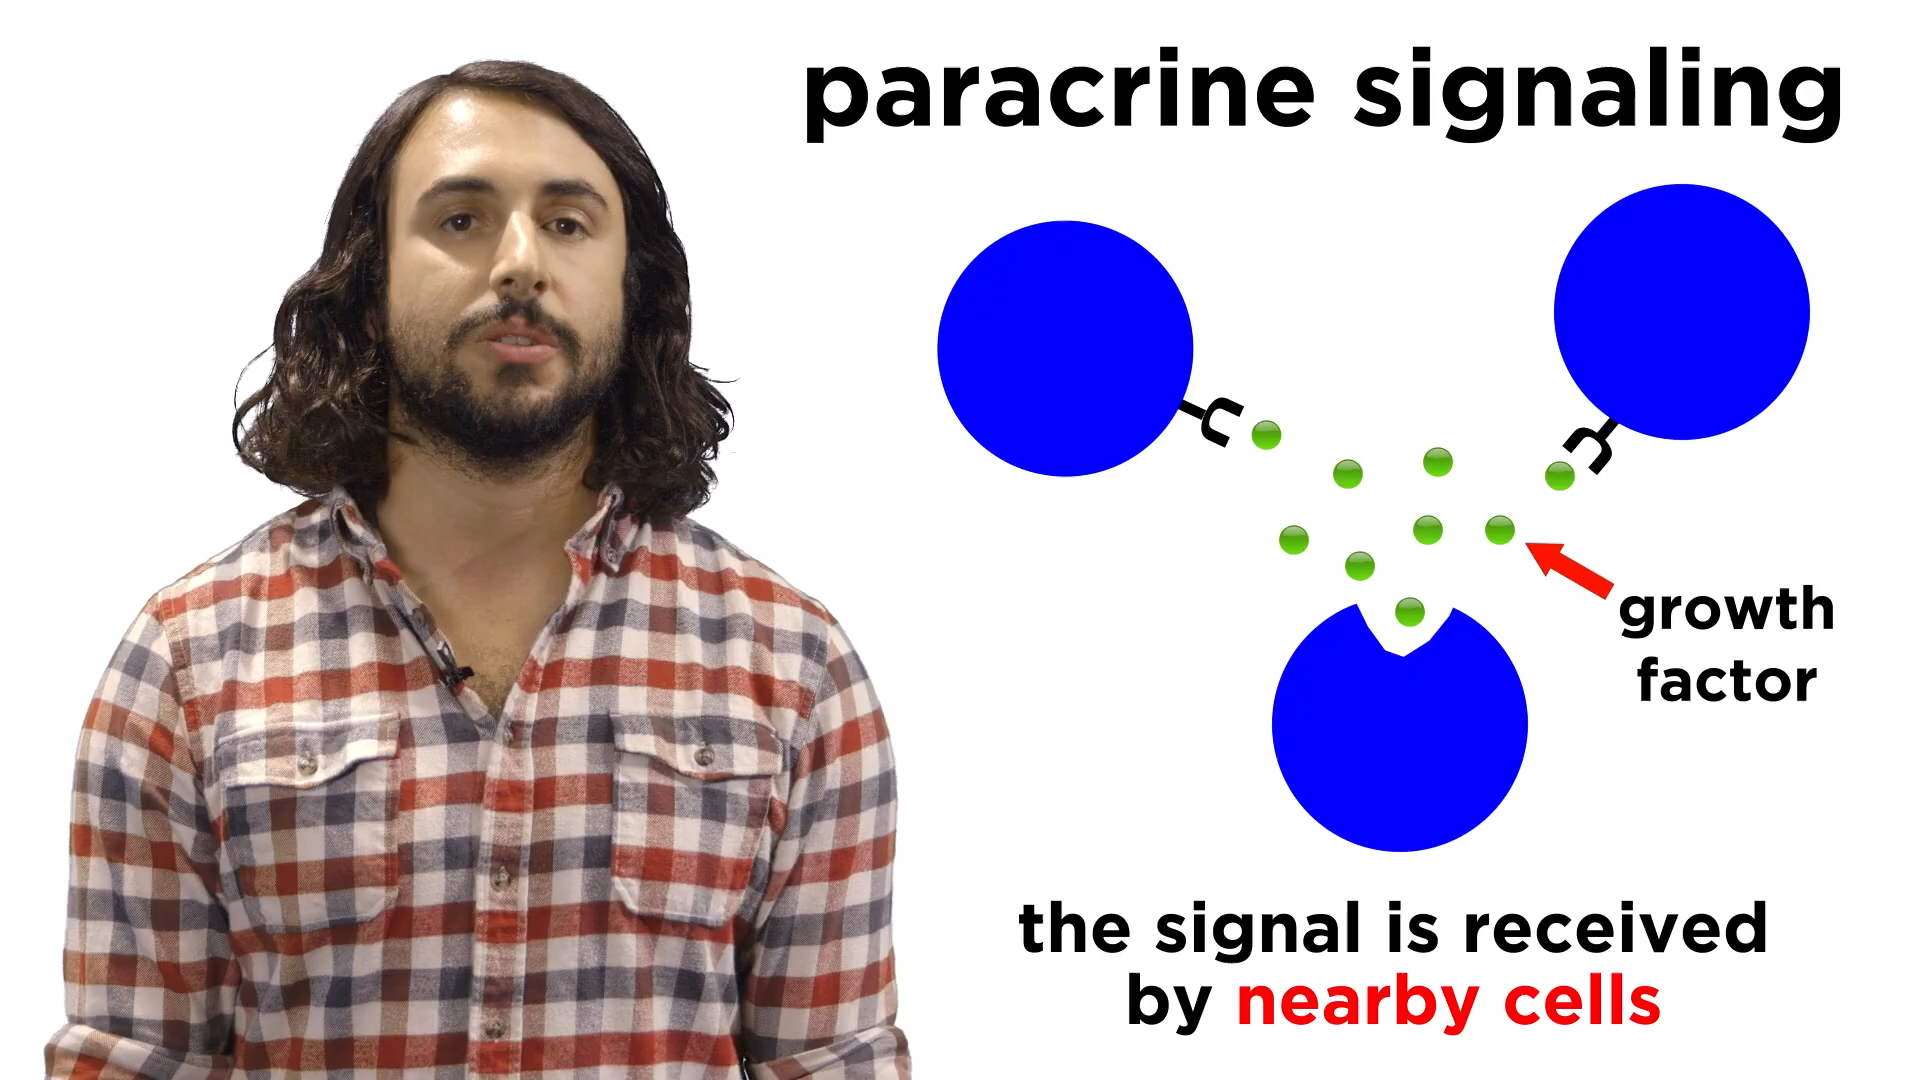 paracrine signaling
growth
factor
the signal is received
by nearby cells